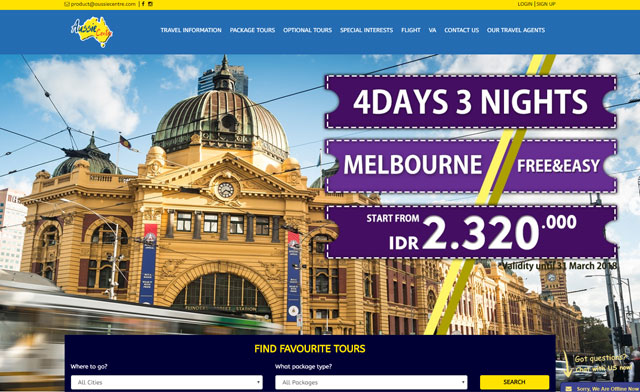 product@aussiecentre.com |
LOGIN | SIGN UP
Aussie
TRAVEL INFORMATION PACKAGE TOURS OPTIONAL TOURS SPECIAL INTERESTS FLIGHT VA CONTACT US OUR TRAVEL AGENTS
4DAYS 3 NIGHTS
MELBOURNE FREE&EASY
START FROM
IDR 2.320.000
Validity until 31 March 2018
FLINDERS STREET STATION
FIND FAVOURITE TOURS
Where to go? What package type?
All Cities All Packages SEARCH
Got questions?
Chat with US now
Sorry, We Are Offline Now